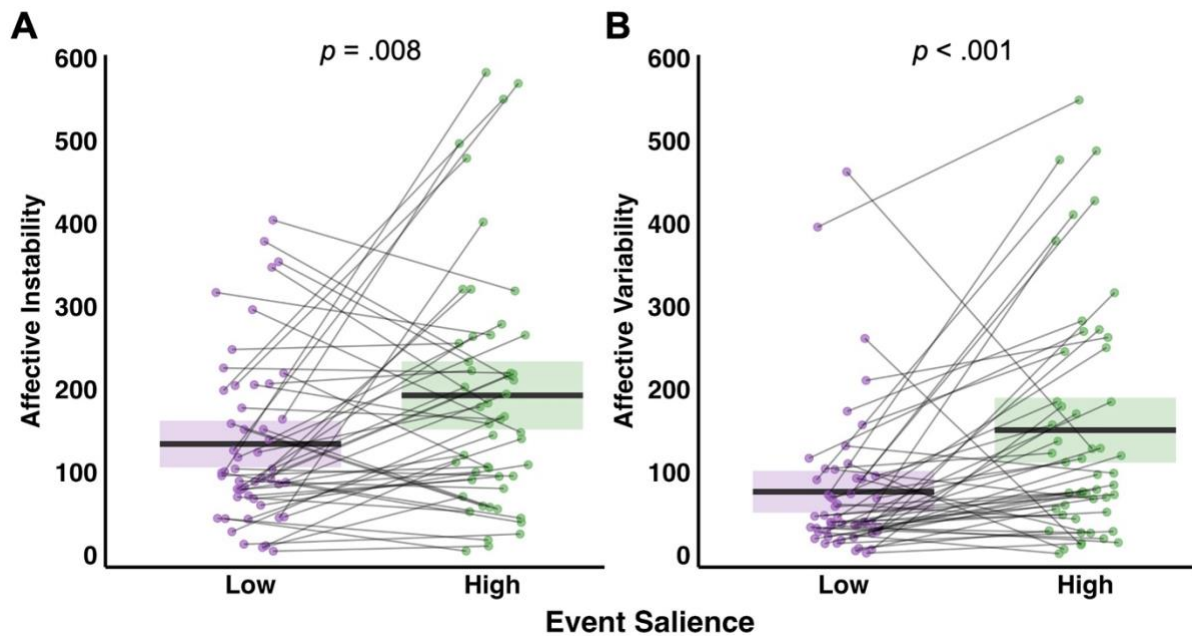 A
p = .008
Affective Instability
600
500
400
300
200
100
0
Low
High
B
p < .001
Affective Variability
600
500
400
300
200
100
0
Low
High
Event Salience